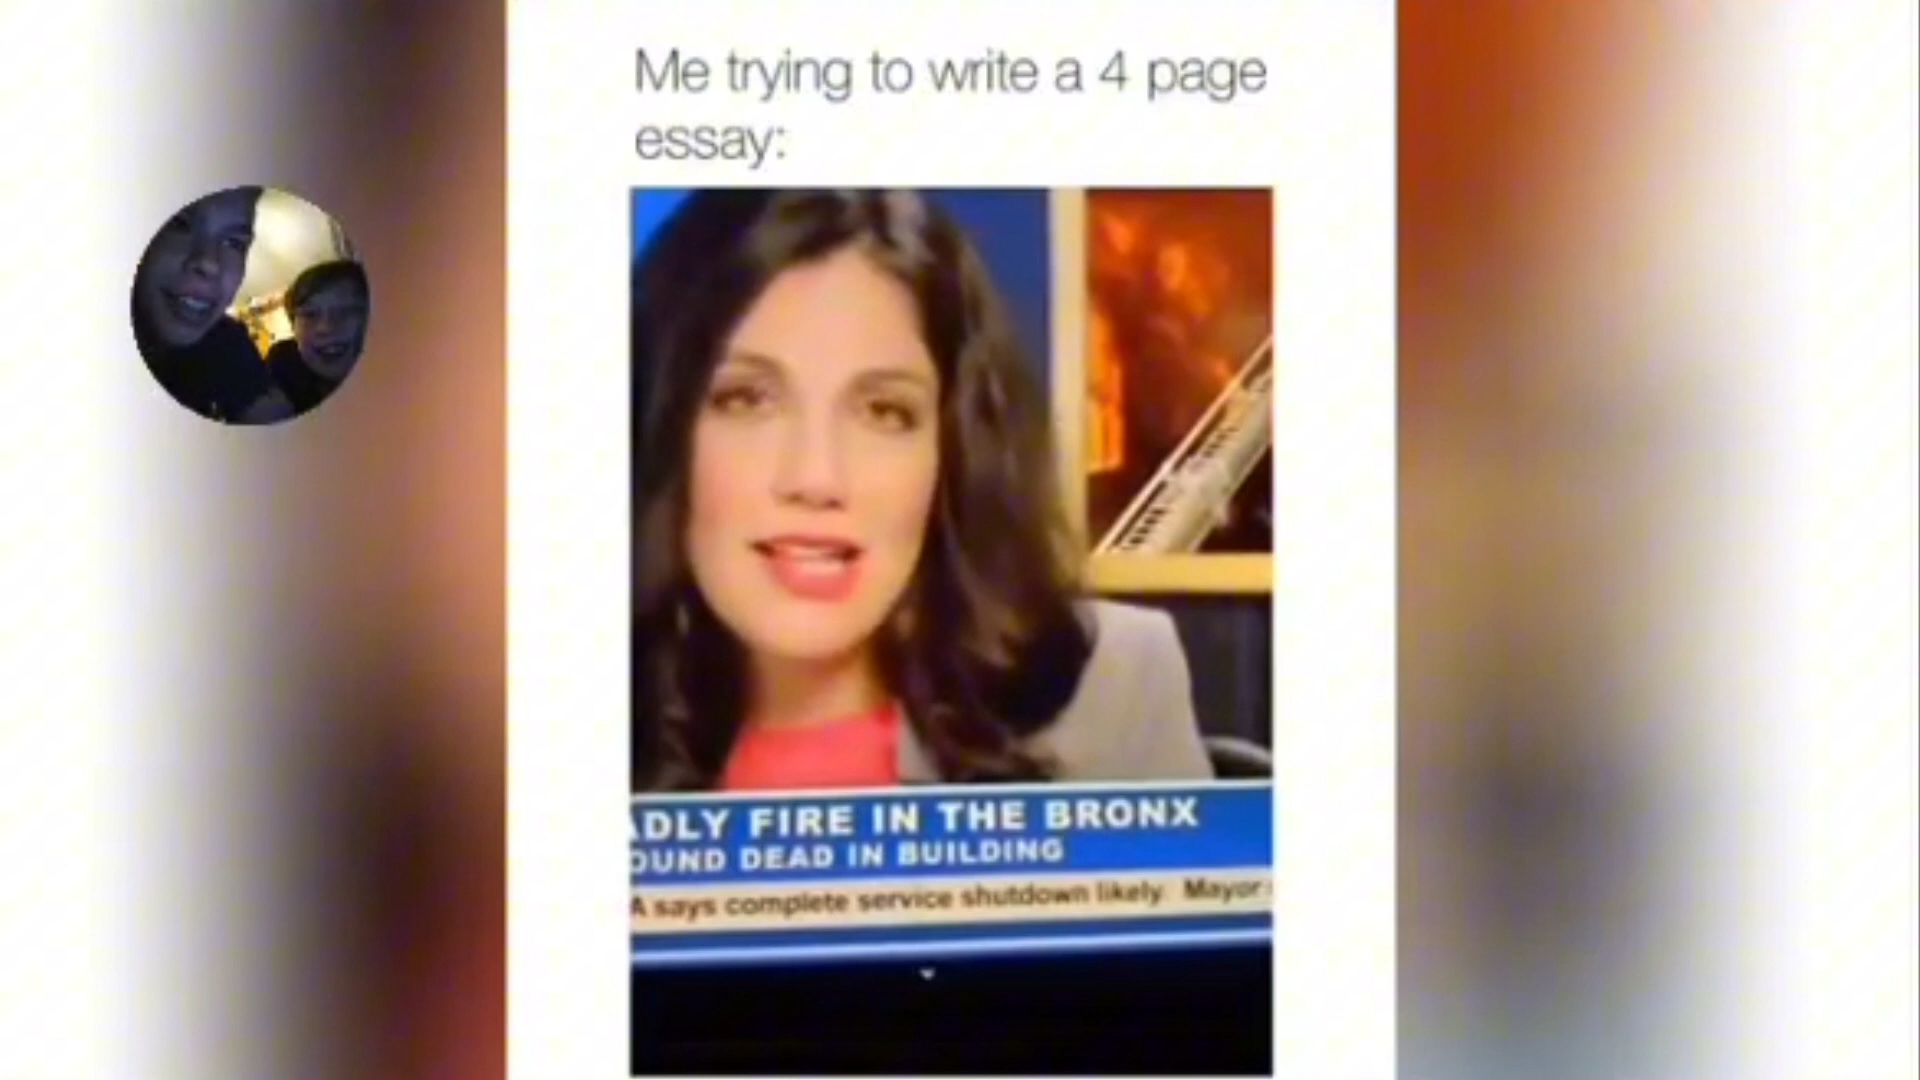 Me trying to write a 4 page
essay:
ADLY FIRE IN THE BRONX
OUND DEAD IN BUILDING
A says complete service shutdown likely. Mayor